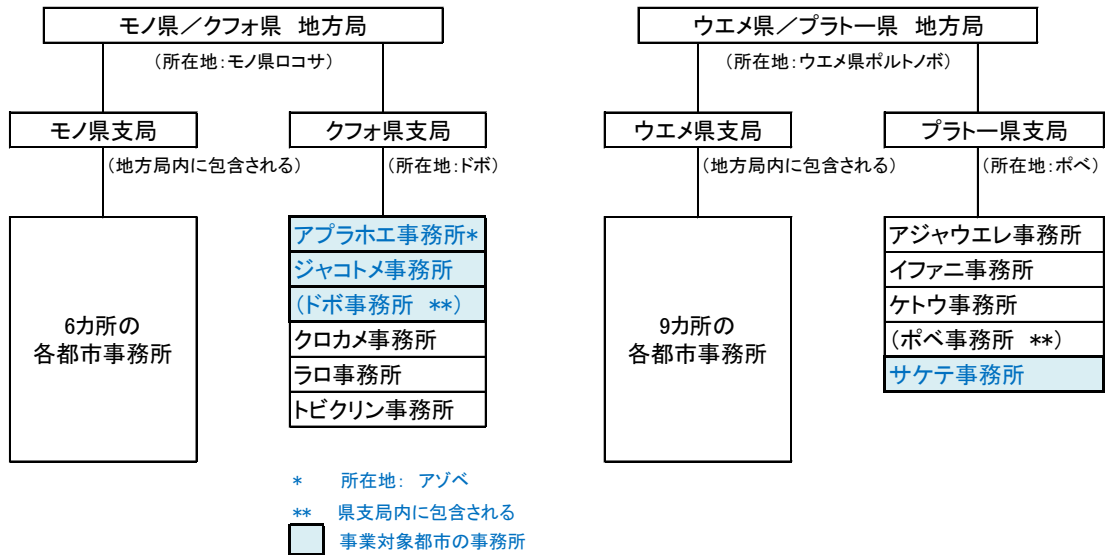 モノ県／クフォ県 地方局
(所在地:モノ県ロコサ)
モノ県支局
(地方局内に包含される)
6カ所の
各都市事務所
クフォ県支局
(所在地:ドボ)
アプラホエ事務所*
ジャコトメ事務所
(ドボ事務所 **)
クロカメ事務所
ラロ事務所
トビクリン事務所
ウエメ県／プラトー県 地方局
(所在地:ウエメ県ポルトノボ)
ウエメ県支局
(地方局内に包含される)
9カ所の
各都市事務所
プラトー県支局
(所在地:ポベ)
アジャウエレ事務所
イファニ事務所
ケトウ事務所
(ポベ事務所 **)
サケテ事務所
* 所在地: アゾベ
** 県支局内に包含される
事業対象都市の事務所